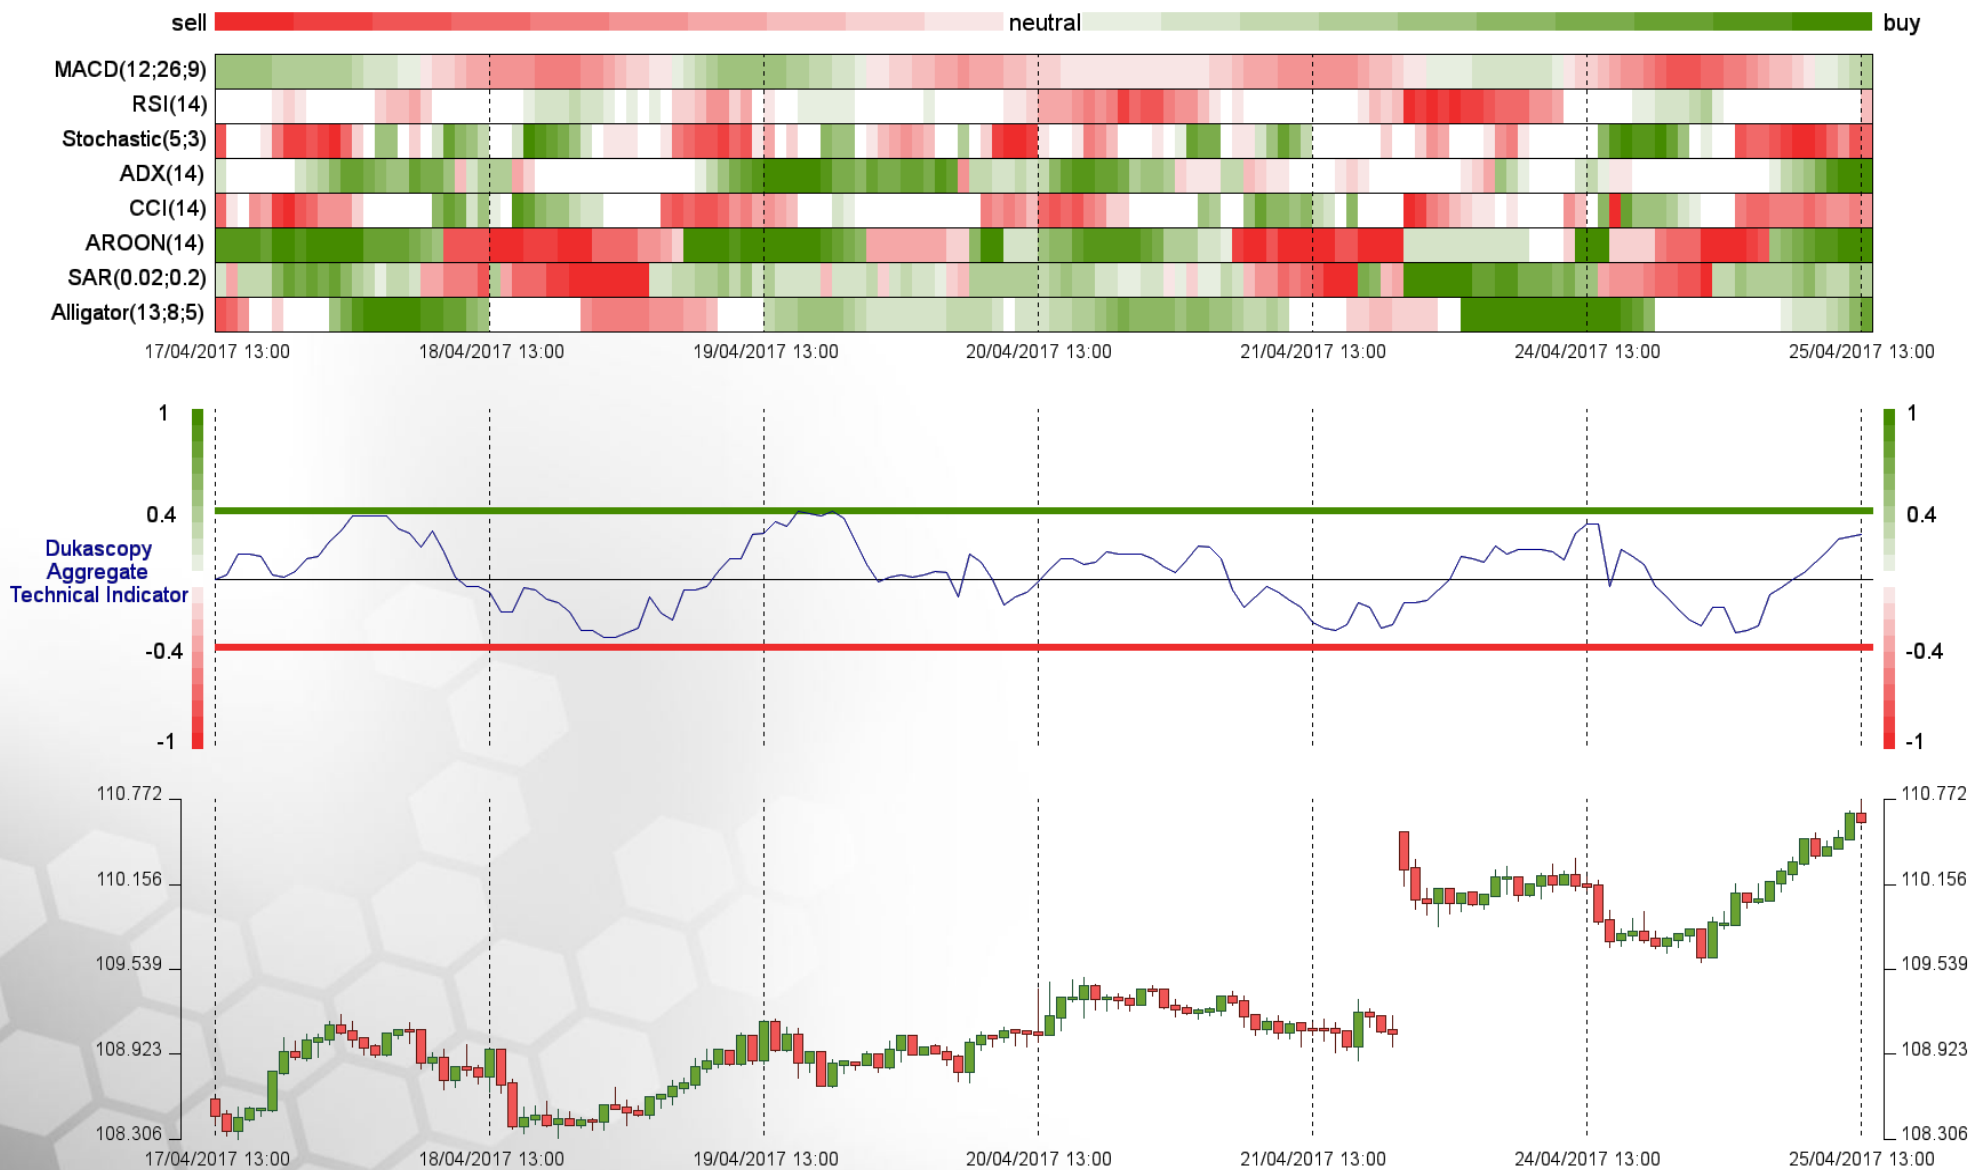 sell neutral buy
MACD(12;26;9)
RSI(14)
Stochastic(5;3)
ADX(14)
CCI(14)
AROON(14)
SAR(0.02;0.2)
Alligator(13;8;5)
17/04/2017 13:00 18/04/2017 13:00 19/04/2017 13:00 20/04/2017 13:00 21/04/2017 13:00 24/04/2017 13:00 25/04/2017 13:00
1 1
0.4 0.4
Dukascopy
Aggregate
Technical Indicator
-0.4 -0.4
-1 -1
110.772 110.772
110.156 110.156
109.539 109.539
108.923 108.923
108.306 108.306
17/04/2017 13:00 18/04/2017 13:00 19/04/2017 13:00 20/04/2017 13:00 21/04/2017 13:00 24/04/2017 13:00 25/04/2017 13:00